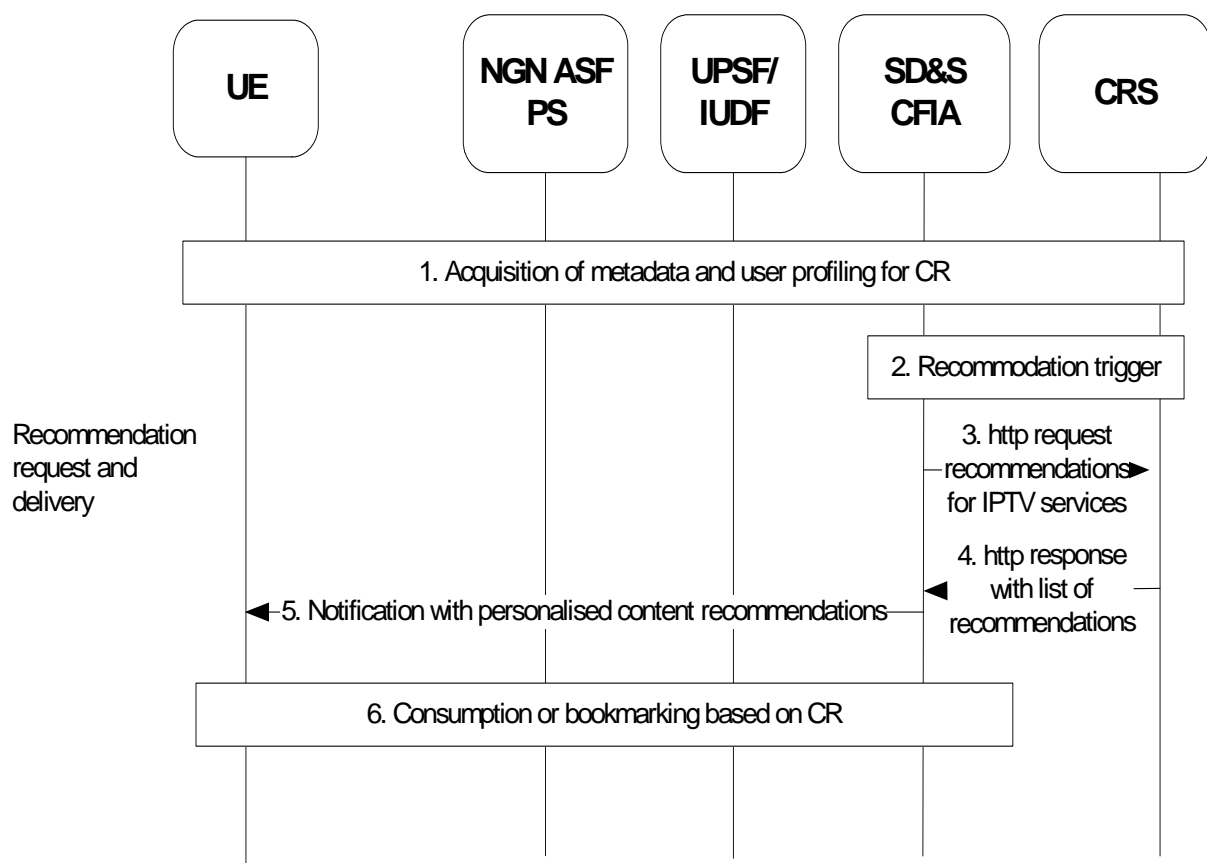 UE
NGN ASF
PS
UPSF/
IUDF
SD&S
CFIA
CRS
1. Acquisition of metadata and user profiling for CR
2. Recommodation trigger
Recommendation
request and
delivery
3. http request
recommendations
for IPTV services
4. http response
with list of
recommendations
5. Notification with personalised content recommendations
6. Consumption or bookmarking based on CR